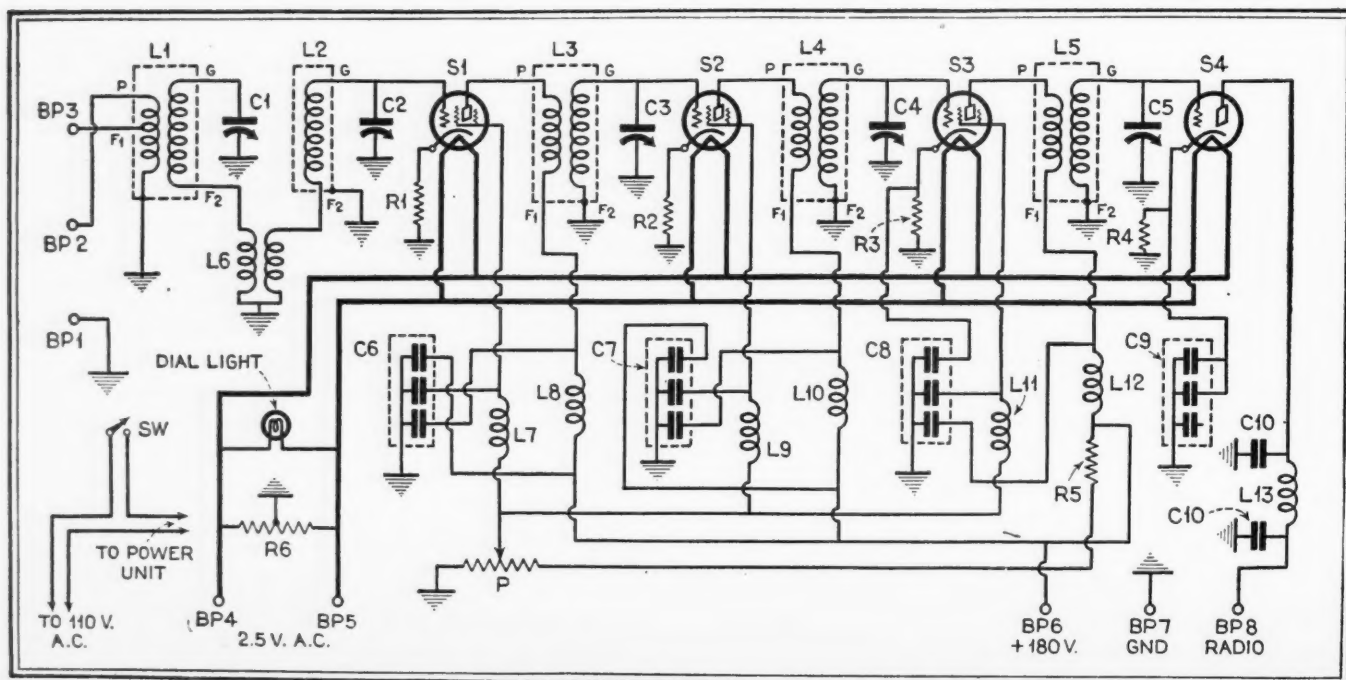 L1
L2
L3
L4
L5
P
G
G
S1
P
G
S2
P
G
S3
P
G
S4
BP3
C1
C2
C3
C4
C5
F1
F2
F2
R1
F1
F2
R2
F1
F2
R3
F1
F2
R4
BP2
L6
BP1
DIAL LIGHT
C6
L8
C7
L10
C8
L11
L12
C9
SW
L7
L9
R5
C10
L13
C10
TO POWER
UNIT
R6
P
TO 110 V.
A.C.
BP4
2.5 V. A.C.
BP5
BP6
+180 V.
BP7
GND
BP8
RADIO